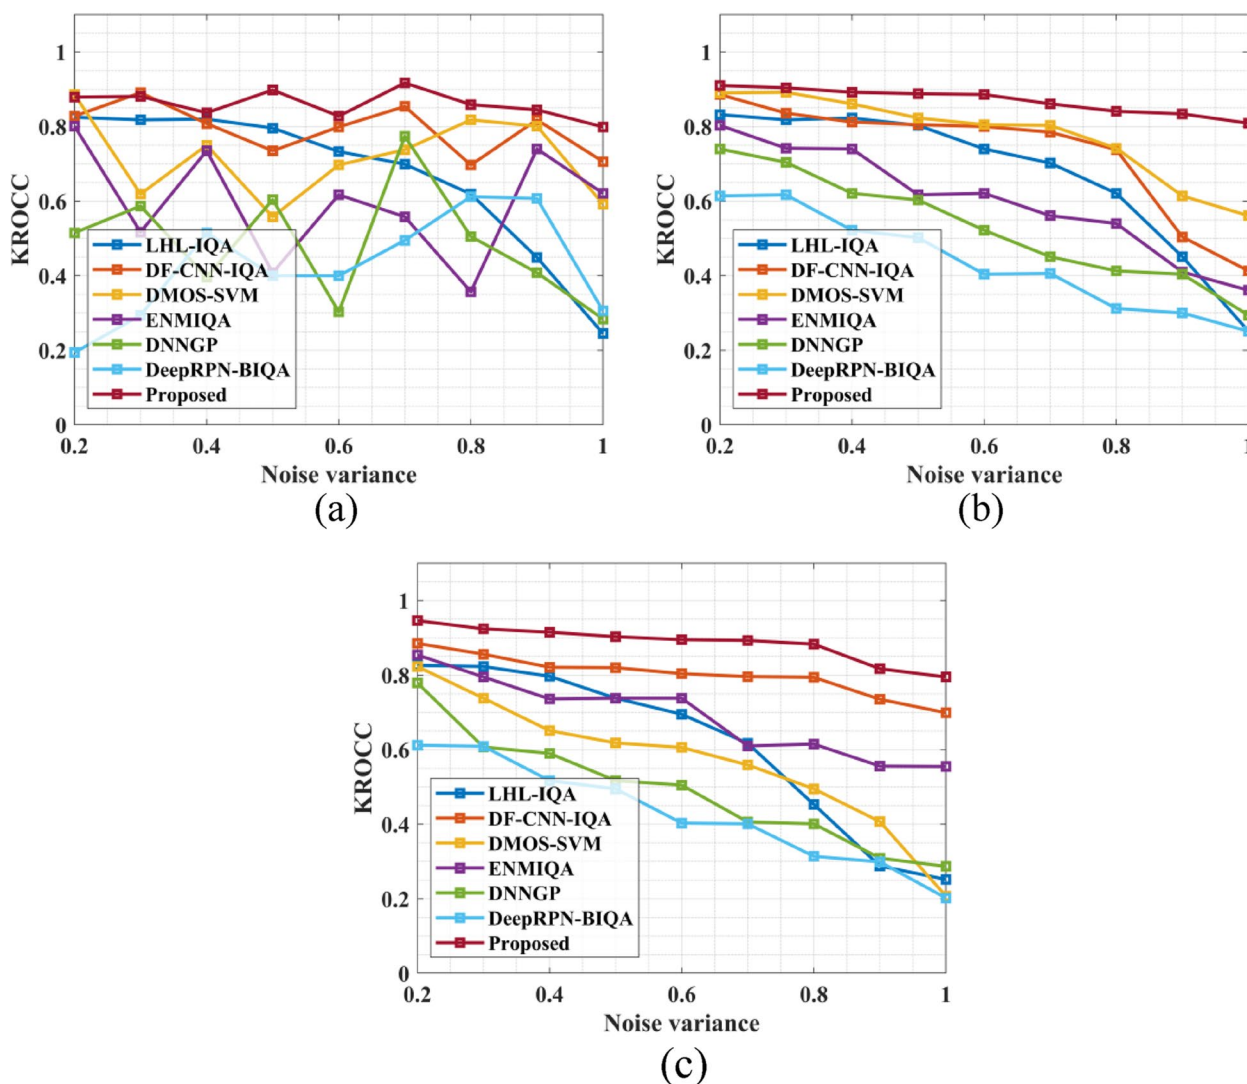 KROCC
1
0.8
0.6
0.4
0.2
0
LHL-IQA
DF-CNN-IQA
DMOS-SVM
ENMIQA
DNNGP
DeepRPN-BIQA
Proposed
0.2 0.4 0.6 0.8 1
Noise variance
(a)
KROCC
1
0.8
0.6
0.4
0.2
0
LHL-IQA
DF-CNN-IQA
DMOS-SVM
ENMIQA
DNNGP
DeepRPN-BIQA
Proposed
0.2 0.4 0.6 0.8 1
Noise variance
(b)
KROCC
1
0.8
0.6
0.4
0.2
0
LHL-IQA
DF-CNN-IQA
DMOS-SVM
ENMIQA
DNNGP
DeepRPN-BIQA
Proposed
0.2 0.4 0.6 0.8 1
Noise variance
(c)